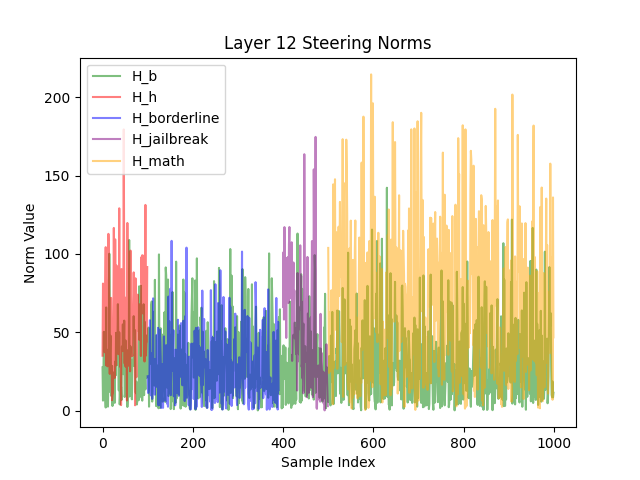 Layer 12 Steering Norms
H_b
H_h
H_borderline
H_jailbreak
H_math
Norm Value
200
150
100
50
0
0 200 400 600 800 1000
Sample Index